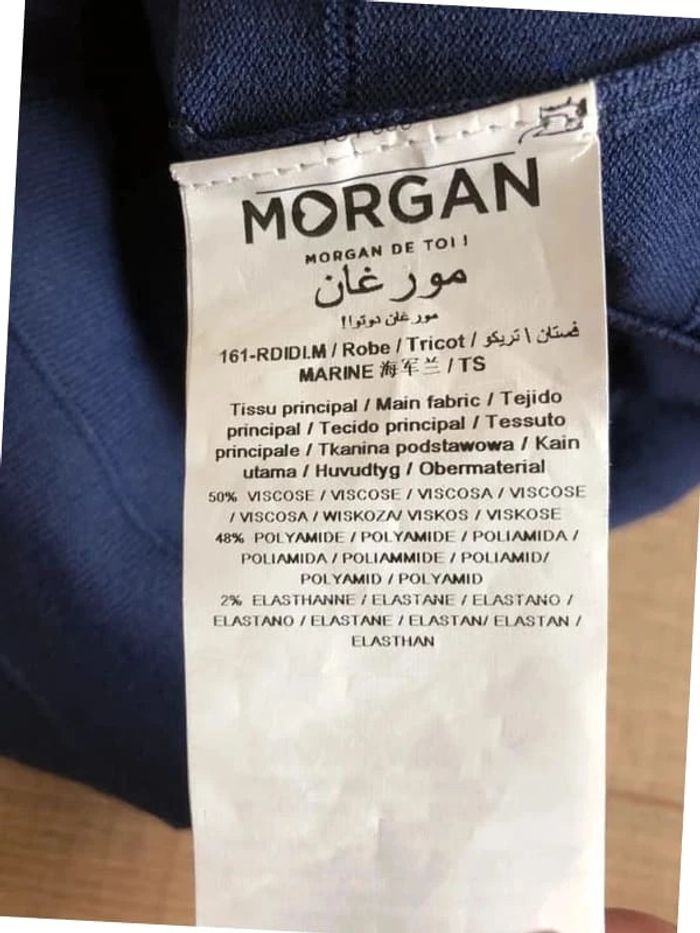 MORGAN
MORGAN DE TOI !
مورغان
مورغان دوتوا!!
161-RDIDI.M / Robe / Tricot / فستان \ تريكو
MARINE 海军兰 / TS
Tissu principal / Main fabric / Tejido
principal / Tecido principal / Tessuto
principale / Tkanina podstawowa / Kain
utama / Huvudtyg / Obermaterial
50% VISCOSE / VISCOSE / VISCOSA / VISCOSE
/ VISCOSA / WISKOZA/ VISKOS / VISKOSE
48% POLYAMIDE / POLYAMIDE / POLIAMIDA /
POLIAMIDA / POLIAMMIDE / POLIAMID/
POLYAMID / POLYAMID
2% ELASTHANNE / ELASTANE / ELASTANO /
ELASTANO / ELASTANE / ELASTAN/ ELASTAN /
ELASTHAN